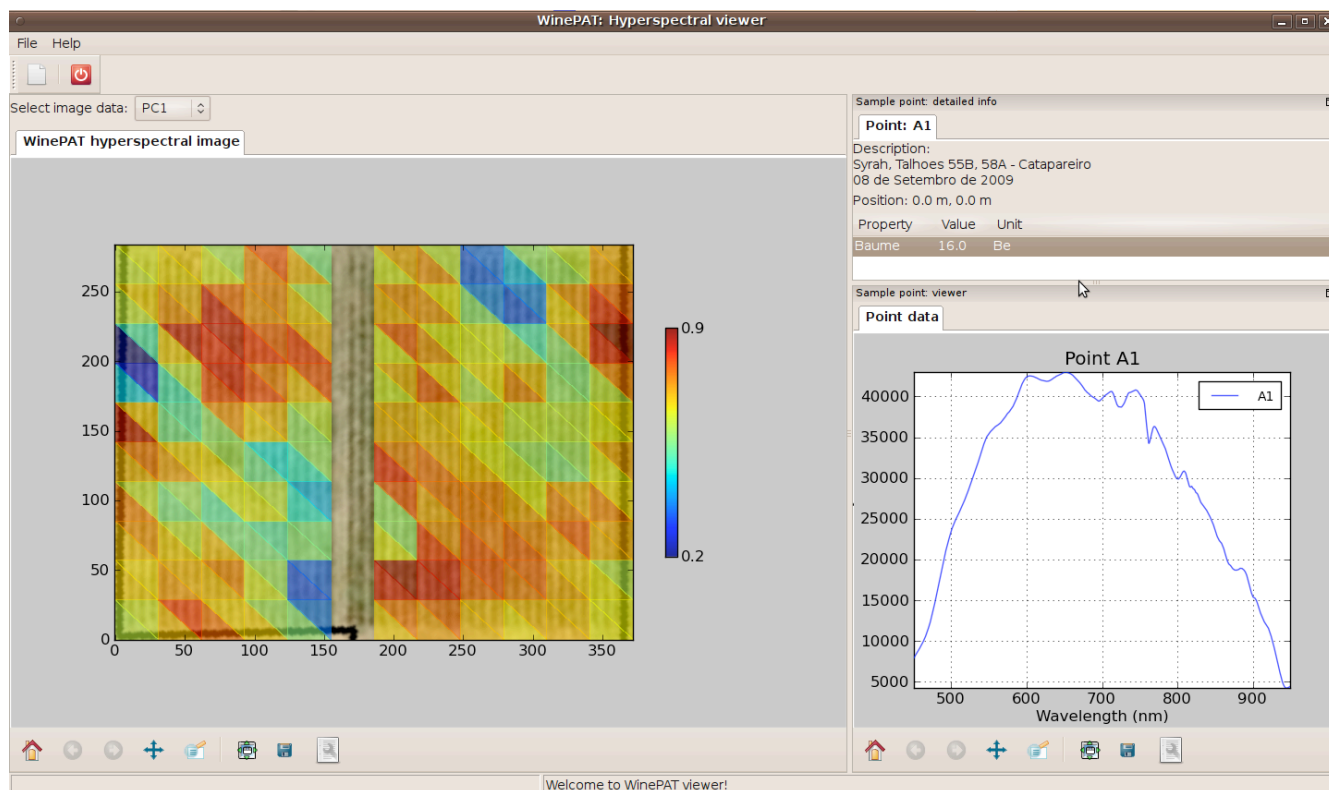 WinePAT: Hyperspectral viewer
File Help
Select image data: PC1
WinePAT hyperspectral image
250
200
150
100
50
0
0 50 100 150 200 250 300 350
0.9
0.2
Sample point: detailed info
Point: A1
Description:
Syrah, Talhoes 55B, 58A - Catapareiro
08 de Setembro de 2009
Position: 0.0 m, 0.0 m
Property Value Unit
Baume 16.0 Be
Sample point: viewer
Point data
Point A1
A1
40000
35000
30000
25000
20000
15000
10000
5000
500 600 700 800 900
Wavelength (nm)
Welcome to WinePAT viewer!